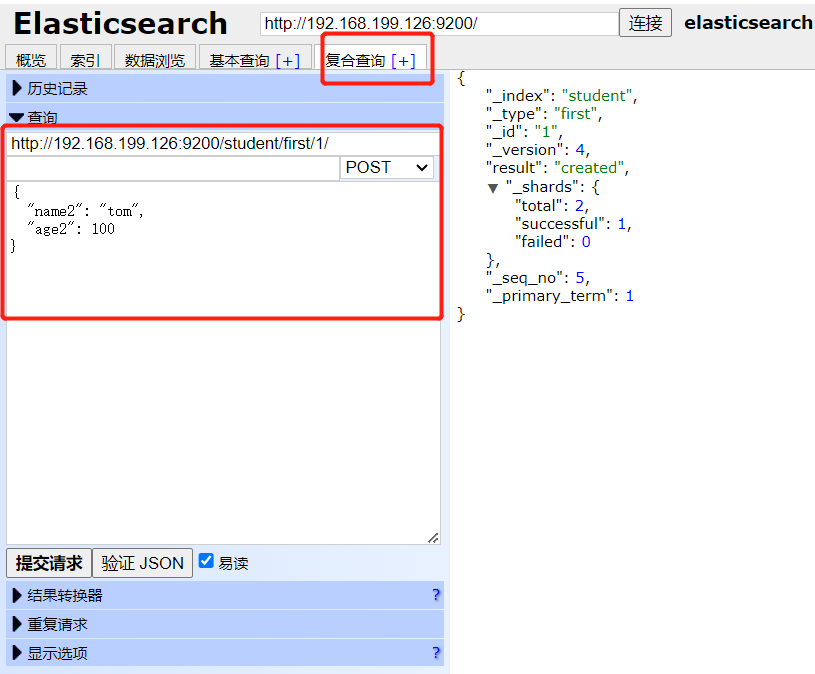 Elasticsearch http://192.168.199.126:9200/ 连接 elasticsearch
概览 索引 数据浏览 基本查询 [+] 复合查询 [+]
历史记录
查询
http://192.168.199.126:9200/student/first/1/
POST
{
"name2": "tom",
"age2": 100
}
提交请求 验证 JSON 易读
结果转换器 ?
重复请求
显示选项 ?
{
"_index": "student",
"_type": "first",
"_id": "1",
"_version": 4,
"result": "created",
"_shards": {
"total": 2,
"successful": 1,
"failed": 0
},
"_seq_no": 5,
"_primary_term": 1
}